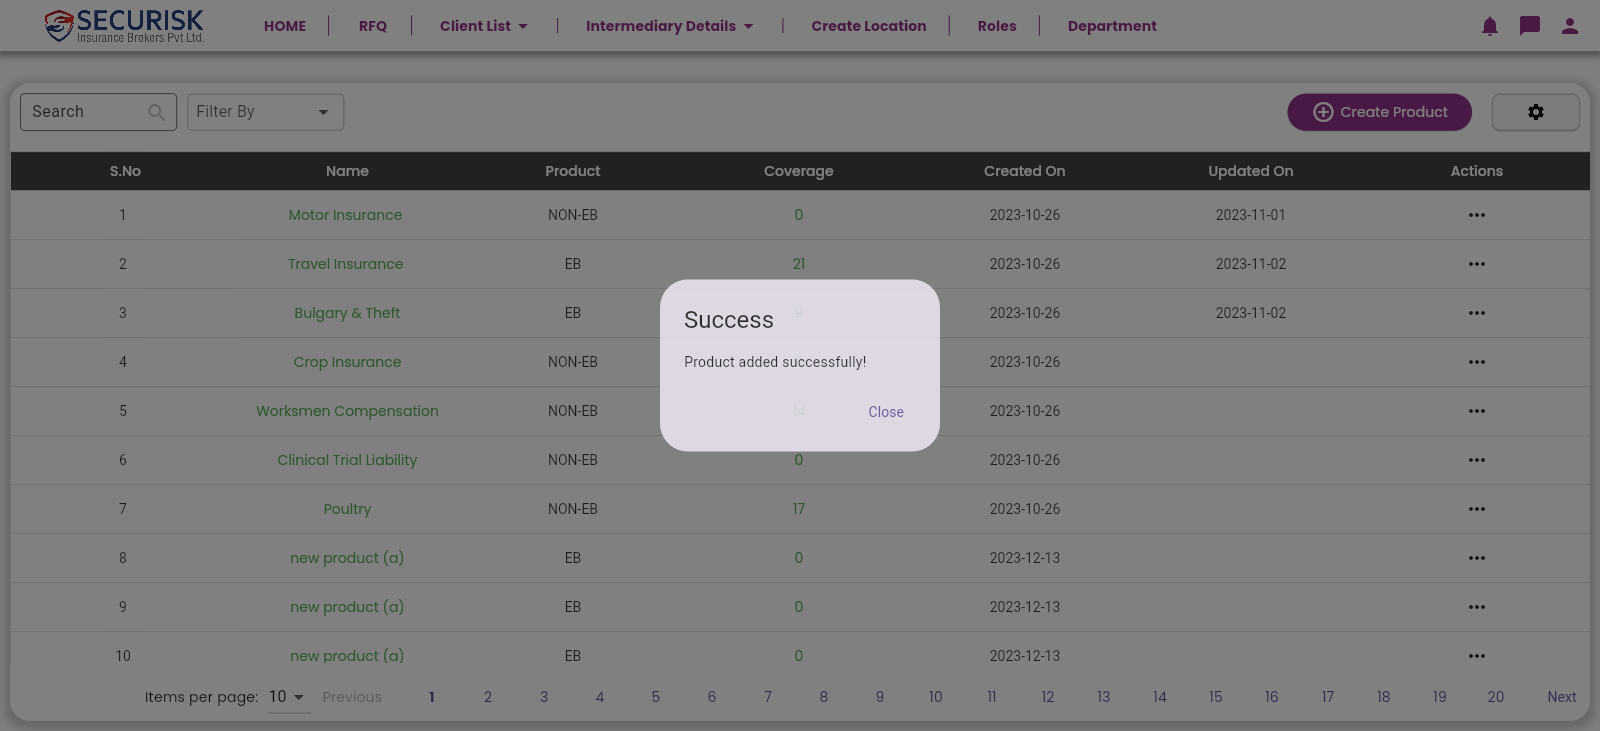 SECURISK
Insurance Brokers Pvt Ltd.
HOME RFQ Client List Intermediary Details Create Location Roles Department
Search Filter By Create Product
S.No Name Product Coverage Created On Updated On Actions
1 Motor Insurance NON-EB 0 2023-10-26 2023-11-01
2 Travel Insurance EB 21 2023-10-26 2023-11-02
3 Bulgary & Theft EB 9 2023-10-26 2023-11-02
Success
4 Crop Insurance NON-EB 2023-10-26
Product added successfully!
5 Worksmen Compensation NON-EB 14 2023-10-26
Close
6 Clinical Trial Liability NON-EB 0 2023-10-26
7 Poultry NON-EB 17 2023-10-26
8 new product (a) EB 0 2023-12-13
9 new product (a) EB 0 2023-12-13
10 new product (a) EB 0 2023-12-13
Items per page: 10 Previous 1 2 3 4 5 6 7 8 9 10 11 12 13 14 15 16 17 18 19 20 Next